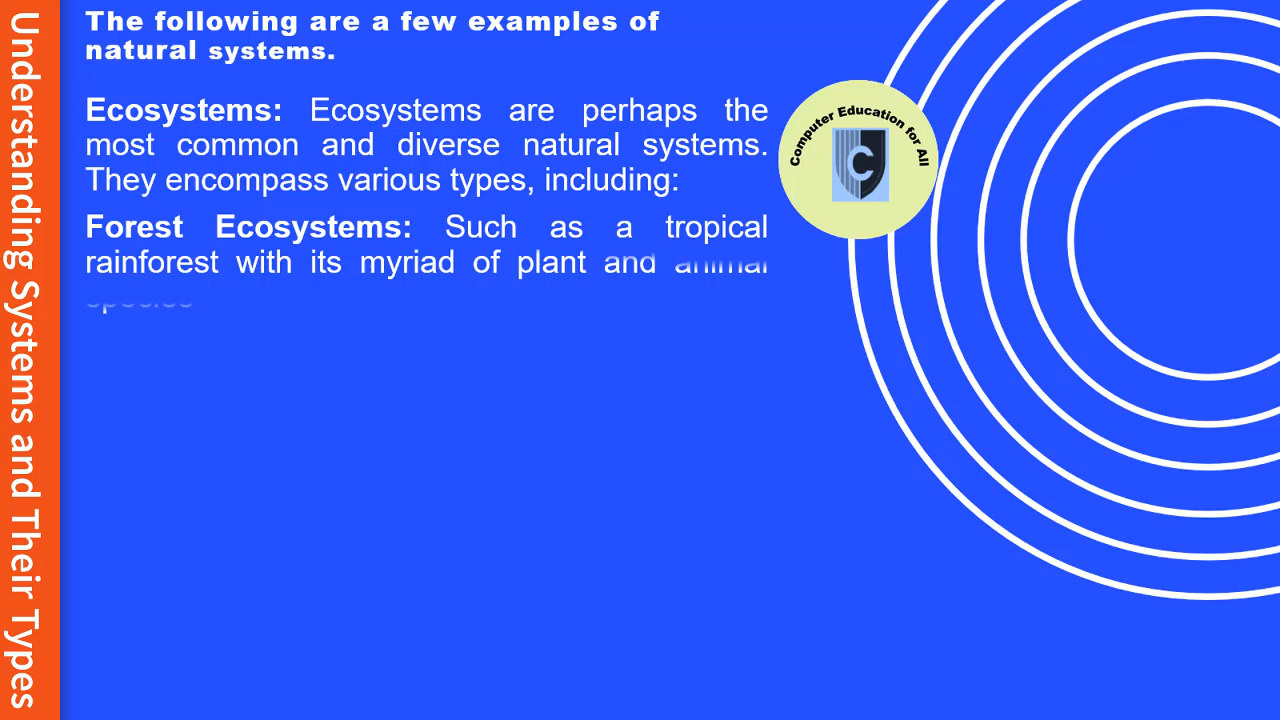 Understanding Systems and Their Types
The following are a few examples of
natural systems.
Ecosystems: Ecosystems are perhaps the
most common and diverse natural systems.
They encompass various types, including:
Forest Ecosystems: Such as a tropical
rainforest with its myriad of plant and animal
species
Computer Education for All
C